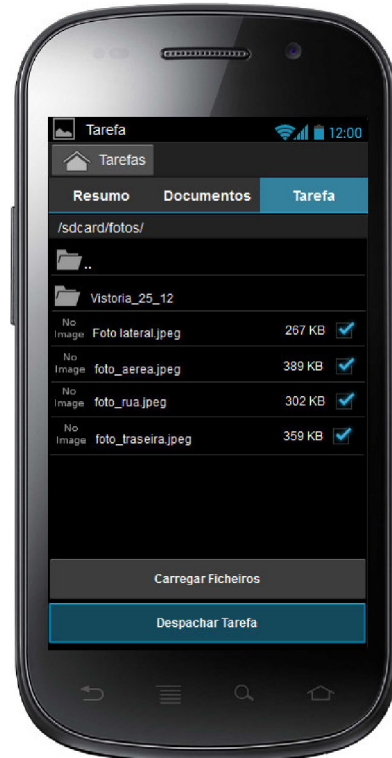 Tarefa 12:00
Tarefas
Resumo Documentos Tarefa
/sdcard/fotos/
..
Vistoria_25_12
No Image Foto lateral.jpeg 267 KB
No Image foto_aerea.jpeg 389 KB
No Image foto_rua.jpeg 302 KB
No Image foto_traseira.jpeg 359 KB
Carregar Ficheiros
Despachar Tarefa